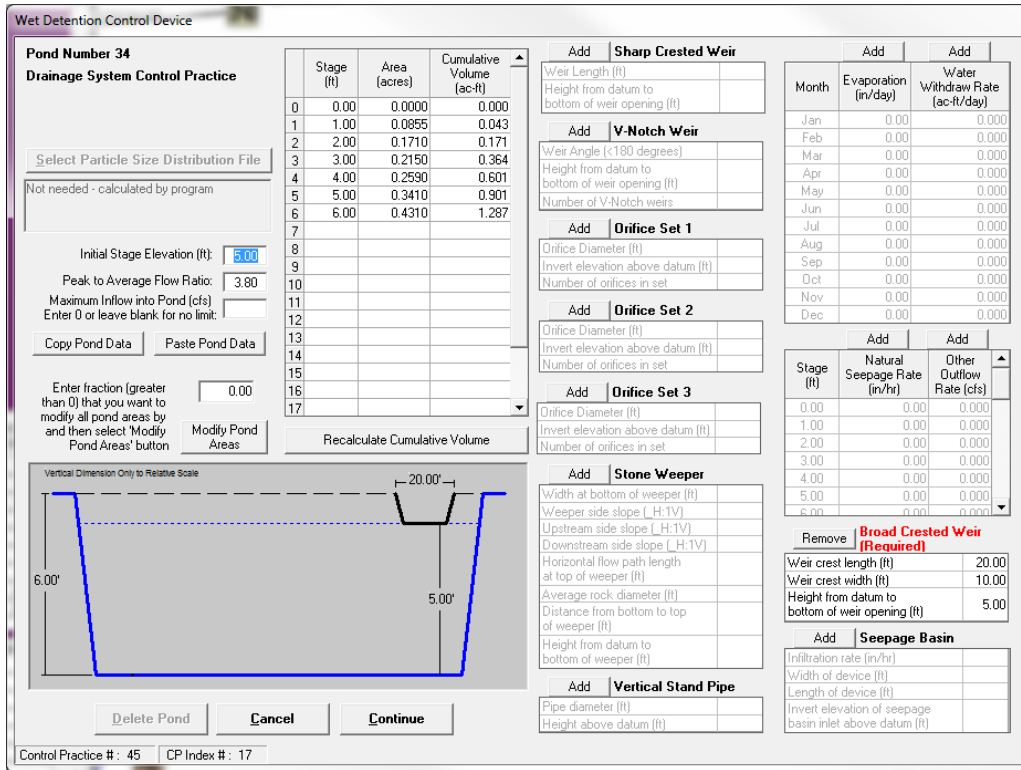 Wet Detention Control Device
Pond Number 34
Drainage System Control Practice
Select Particle Size Distribution File
Not needed - calculated by program
Initial Stage Elevation (ft): 5.00
Peak to Average Flow Ratio: 3.80
Maximum Inflow into Pond (cfs)
Enter 0 or leave blank for no limit:
Copy Pond Data Paste Pond Data
Enter fraction (greater
than 0) that you want to
modify all pond areas by
and then select 'Modify
Pond Areas' button
0.00
Modify Pond
Areas
Stage
(ft)
Area
(acres)
Cumulative
Volume
(ac-ft)
0 0.00 0.0000 0.000
1 1.00 0.0855 0.043
2 2.00 0.1710 0.171
3 3.00 0.2150 0.364
4 4.00 0.2590 0.601
5 5.00 0.3410 0.901
6 6.00 0.4310 1.287
7
8
9
10
11
12
13
14
15
16
17
Recalculate Cumulative Volume
Vertical Dimension Only to Relative Scale
20.00'
6.00'
5.00'
Delete Pond Cancel Continue
Control Practice # : 45 CP Index # : 17
Add Sharp Crested Weir
Weir Length (ft)
Height from datum to
bottom of weir opening (ft)
Add V-Notch Weir
Weir Angle (<180 degrees)
Height from datum to
bottom of weir opening (ft)
Number of V-Notch weirs
Add Orifice Set 1
Orifice Diameter (ft)
Invert elevation above datum (ft)
Number of orifices in set
Add Orifice Set 2
Orifice Diameter (ft)
Invert elevation above datum (ft)
Number of orifices in set
Add Orifice Set 3
Orifice Diameter (ft)
Invert elevation above datum (ft)
Number of orifices in set
Add Stone Weeper
Width at bottom of weeper (ft)
Weeper side slope (_H:1V)
Upstream side slope (_H:1V)
Downstream side slope (_H:1V)
Horizontal flow path length
at top of weeper (ft)
Average rock diameter (ft)
Distance from bottom to top
of weeper (ft)
Height from datum to
bottom of weeper (ft)
Add Vertical Stand Pipe
Pipe diameter (ft)
Height above datum (ft)
Add Add
Month
Evaporation
(in/day)
Water
Withdraw Rate
(ac-ft/day)
Jan 0.00 0.000
Feb 0.00 0.000
Mar 0.00 0.000
Apr 0.00 0.000
May 0.00 0.000
Jun 0.00 0.000
Jul 0.00 0.000
Aug 0.00 0.000
Sep 0.00 0.000
Oct 0.00 0.000
Nov 0.00 0.000
Dec 0.00 0.000
Add Add
Stage
(ft)
Natural
Seepage Rate
(in/hr)
Other
Outflow
Rate (cfs)
0.00 0.00 0.000
1.00 0.00 0.000
2.00 0.00 0.000
3.00 0.00 0.000
4.00 0.00 0.000
5.00 0.00 0.000
6.00 0.00 0.000
Remove Broad Crested Weir
(Required)
Weir crest length (ft) 20.00
Weir crest width (ft) 10.00
Height from datum to
bottom of weir opening (ft) 5.00
Add Seepage Basin
Infiltration rate (in/hr)
Width of device (ft)
Length of device (ft)
Invert elevation of seepage
basin inlet above datum (ft)